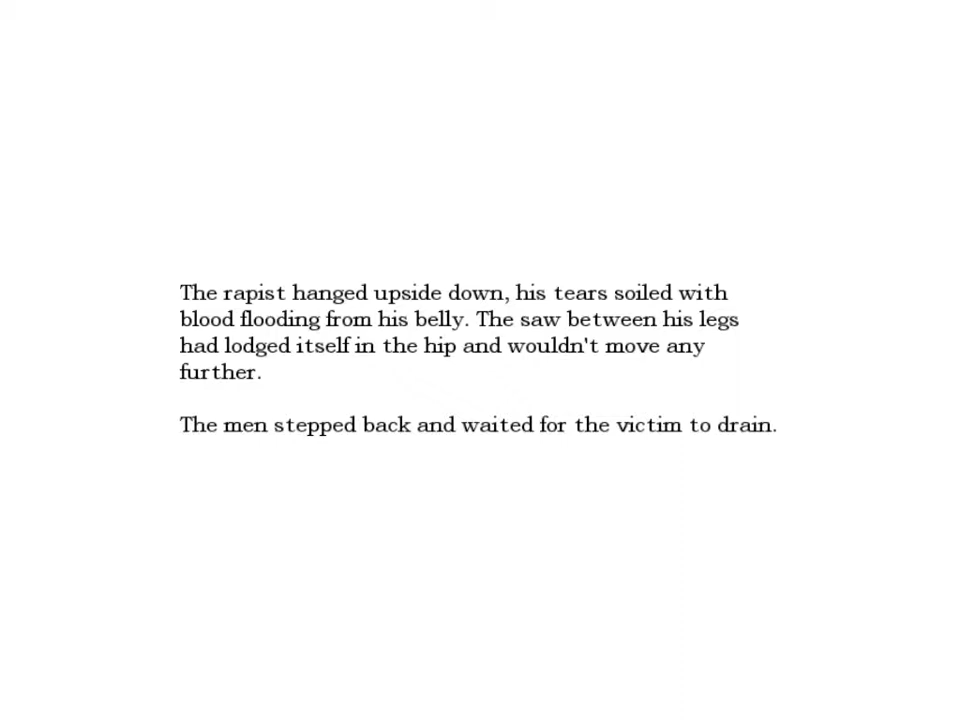 The rapist hanged upside down, his tears soiled with
blood flooding from his belly. The saw between his legs
had lodged itself in the hip and wouldn't move any
further.
The men stepped back and waited for the victim to drain.